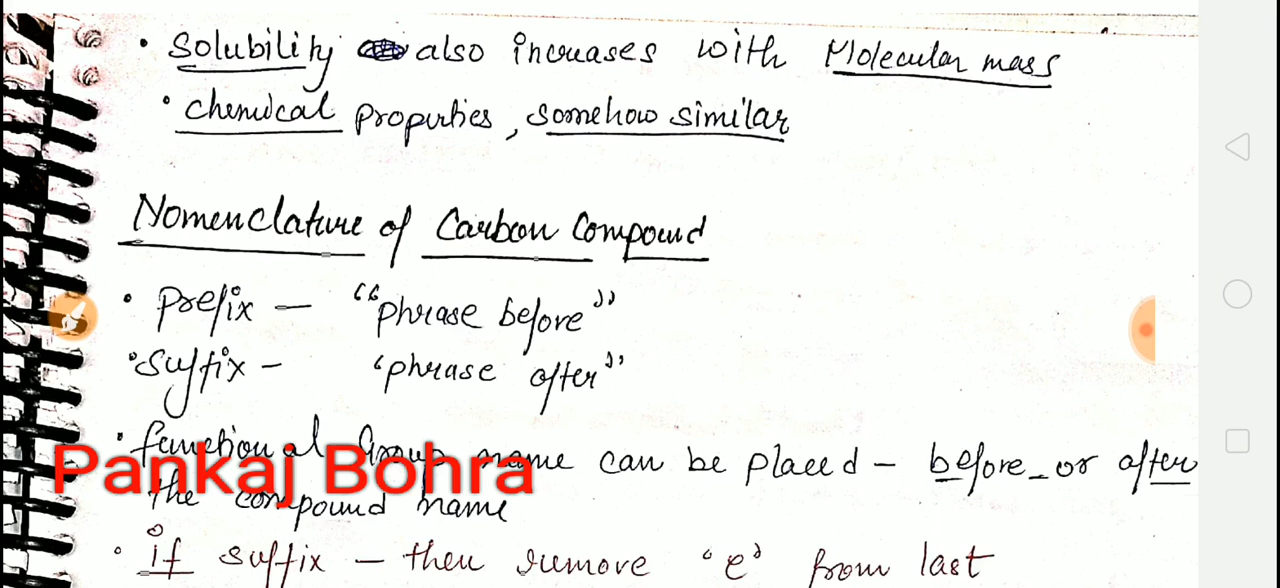 • Solubility also increases with Molecular mass
• chemical properties, somehow similar
Nomenclature of Carbon Compound
• Prefix — "phrase before"
• Suffix — "phrase after"
• functional Group name can be placed – before or after
the compound name
Pankaj Bohra
• if suffix – then remove 'e' from last